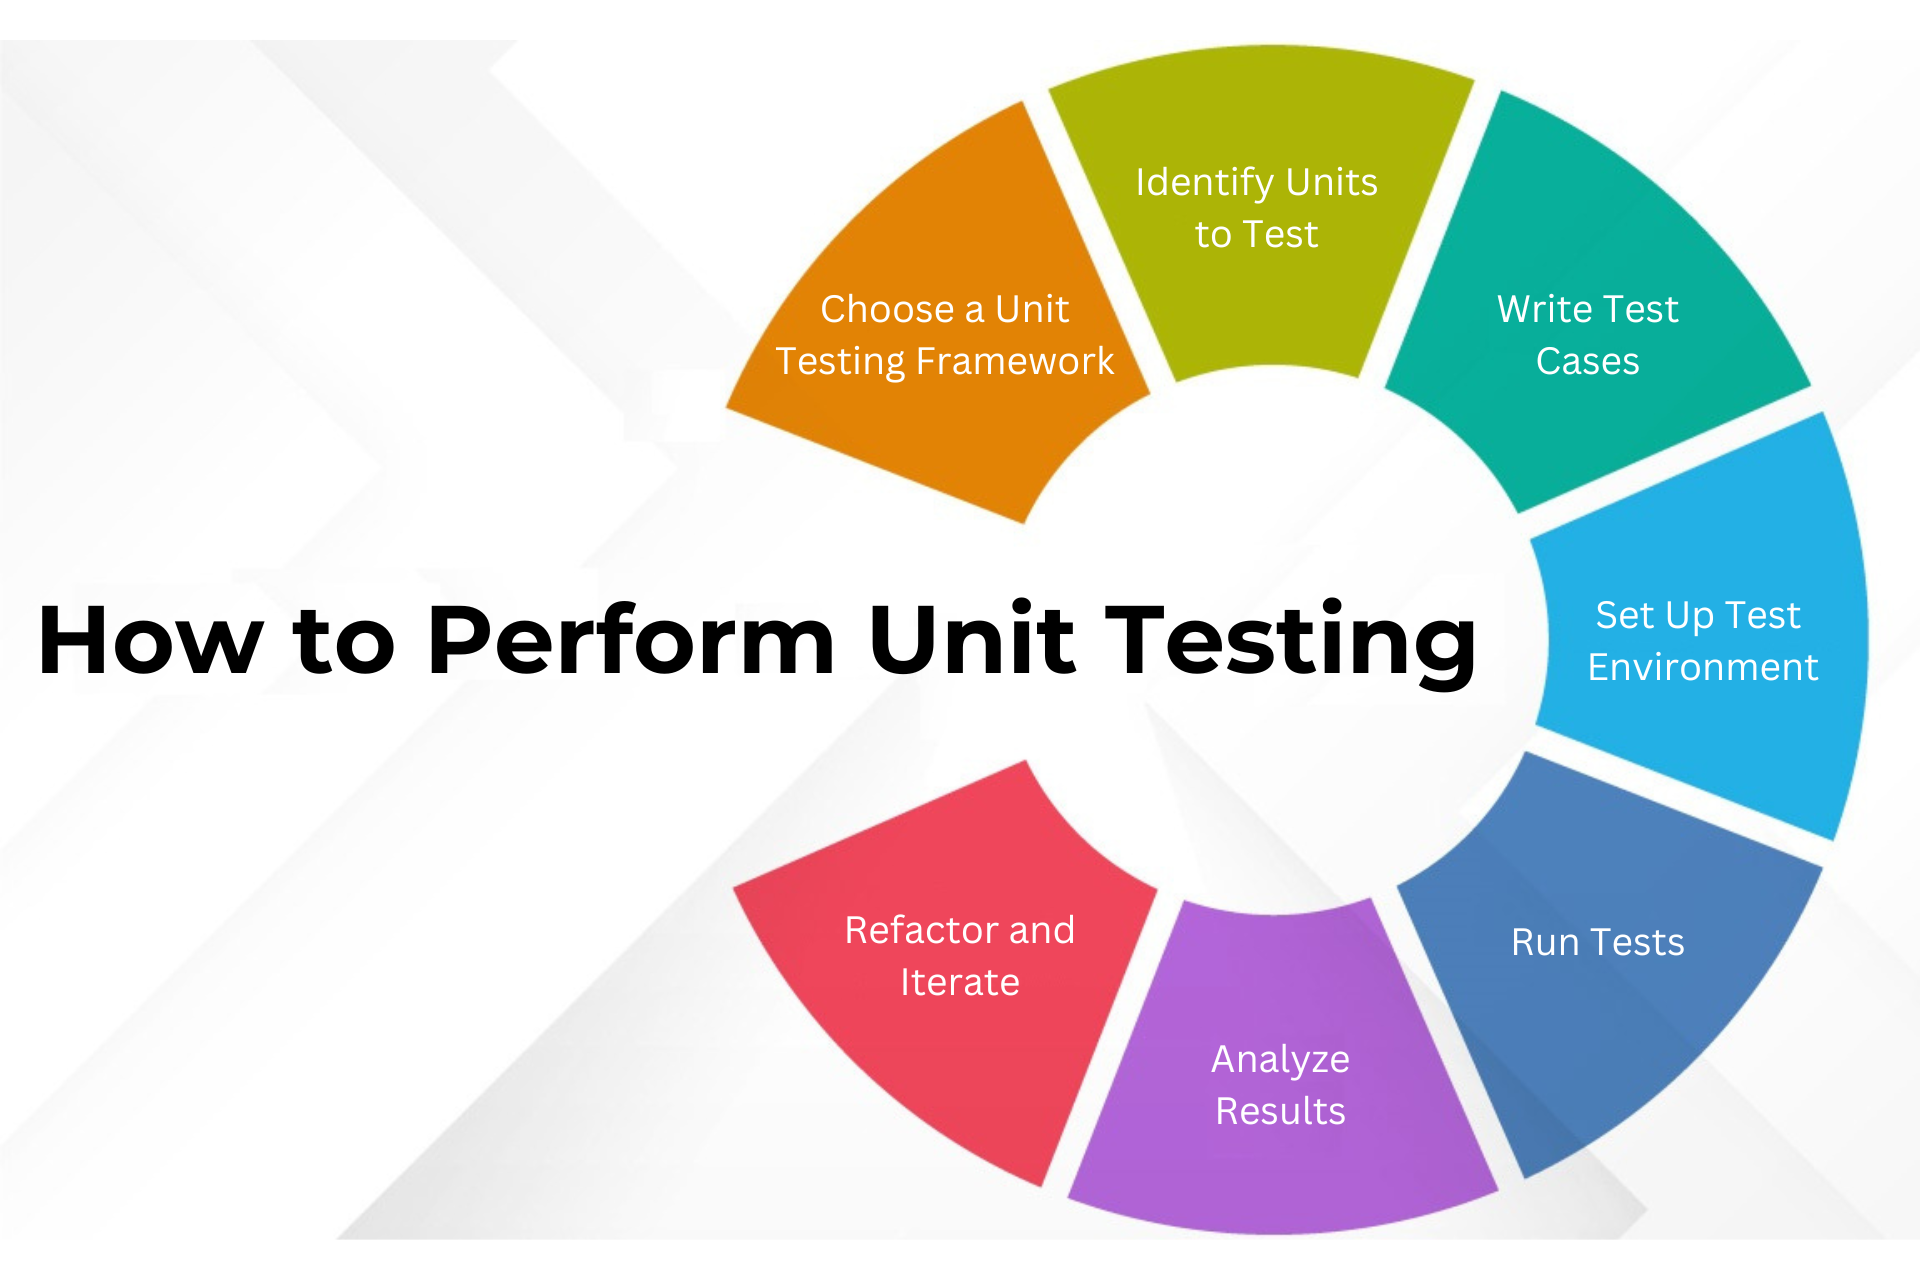 How to Perform Unit Testing
Choose a Unit
Testing Framework
Identify Units
to Test
Write Test
Cases
Set Up Test
Environment
Run Tests
Analyze
Results
Refactor and
Iterate